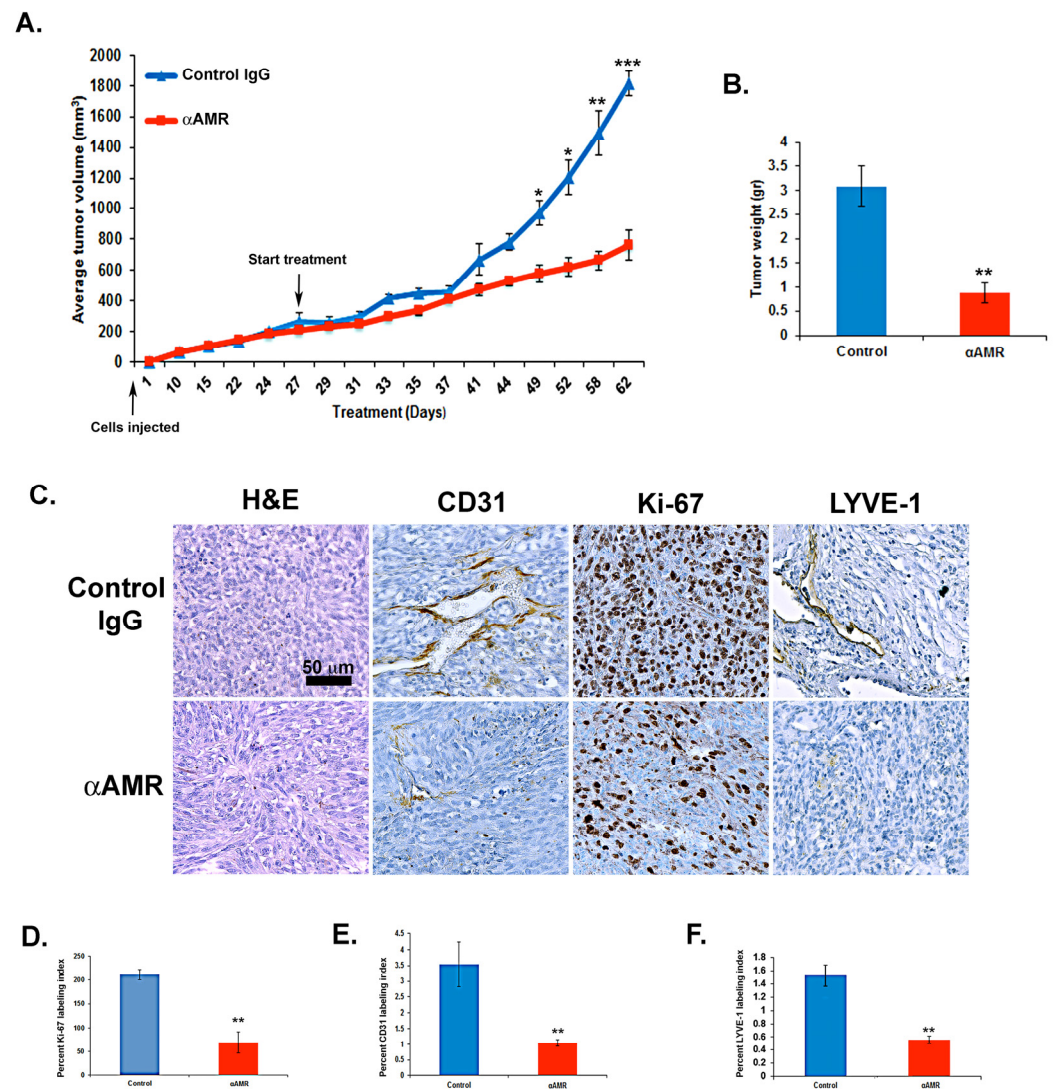 A.
2000
1800
1600
1400
1200
1000
800
600
400
200
0
Average tumor volume (mm³)
Control IgG
αAMR
Start treatment
*
*
**
***
1 10 15 22 24 27 29 31 33 35 37 41 44 49 52 58 62
Treatment (Days)
Cells injected
B.
4
3.5
3
2.5
2
1.5
1
0.5
0
Tumor weight (gr)
**
Control αAMR
C.
H&E CD31 Ki-67 LYVE-1
Control
IgG
50 μm
αAMR
D.
250
200
150
100
50
0
Percent Ki-67 labeling index
**
Control αAMR
E.
5
4.5
4
3.5
3
2.5
2
1.5
1
0.5
0
Percent CD31 labeling index
**
Control αAMR
F.
1.8
1.6
1.4
1.2
1
0.8
0.6
0.4
0.2
0
Percent LYVE-1 labeling index
**
Control αAMR